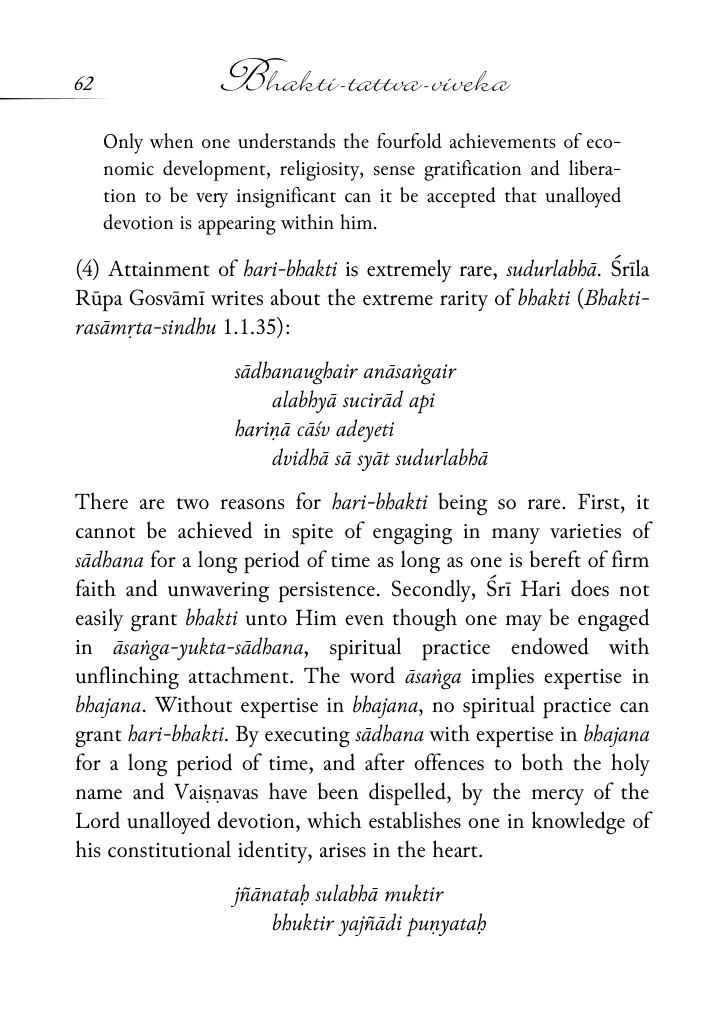 62
Bhakti-tattva-viveka
Only when one understands the fourfold achievements of eco-
nomic development, religiosity, sense gratification and libera-
tion to be very insignificant can it be accepted that unalloyed
devotion is appearing within him.
(4) Attainment of hari-bhakti is extremely rare, sudurlabhā. Śrīla
Rūpa Gosvāmī writes about the extreme rarity of bhakti (Bhakti-
rasāmṛta-sindhu 1.1.35):
sādhanaughair anāsaṅgair
alabhyā sucirād api
hariṇā cāśv adeyeti
dvidhā sā syāt sudurlabhā
There are two reasons for hari-bhakti being so rare. First, it
cannot be achieved in spite of engaging in many varieties of
sādhana for a long period of time as long as one is bereft of firm
faith and unwavering persistence. Secondly, Śrī Hari does not
easily grant bhakti unto Him even though one may be engaged
in āsaṅga-yukta-sādhana, spiritual practice endowed with
unflinching attachment. The word āsaṅga implies expertise in
bhajana. Without expertise in bhajana, no spiritual practice can
grant hari-bhakti. By executing sādhana with expertise in bhajana
for a long period of time, and after offences to both the holy
name and Vaiṣṇavas have been dispelled, by the mercy of the
Lord unalloyed devotion, which establishes one in knowledge of
his constitutional identity, arises in the heart.
jñānataḥ sulabhā muktir
bhuktir yajñādi puṇyataḥ